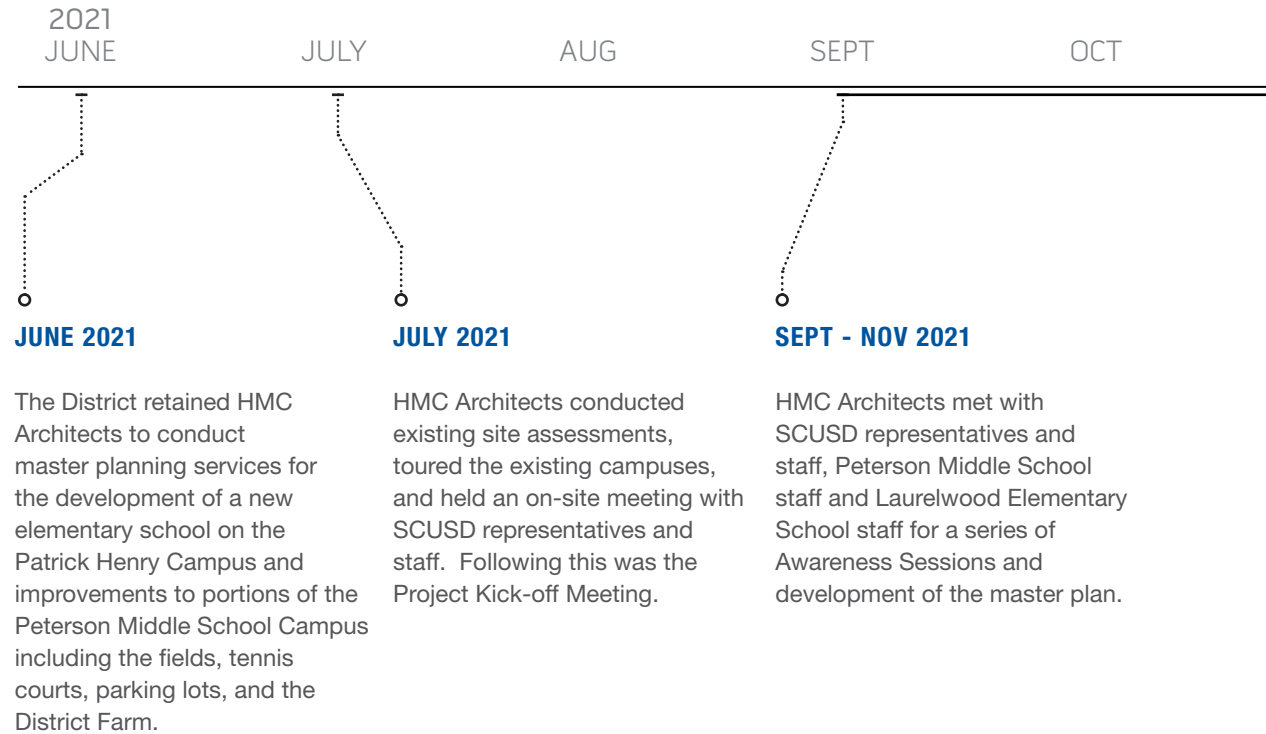 2021
JUNE
JULY
AUG
SEPT
OCT
JUNE 2021
The District retained HMC
Architects to conduct
master planning services for
the development of a new
elementary school on the
Patrick Henry Campus and
improvements to portions of the
Peterson Middle School Campus
including the fields, tennis
courts, parking lots, and the
District Farm.
JULY 2021
HMC Architects conducted
existing site assessments,
toured the existing campuses,
and held an on-site meeting with
SCUSD representatives and
staff.  Following this was the
Project Kick-off Meeting.
SEPT - NOV 2021
HMC Architects met with
SCUSD representatives and
staff, Peterson Middle School
staff and Laurelwood Elementary
School staff for a series of
Awareness Sessions and
development of the master plan.